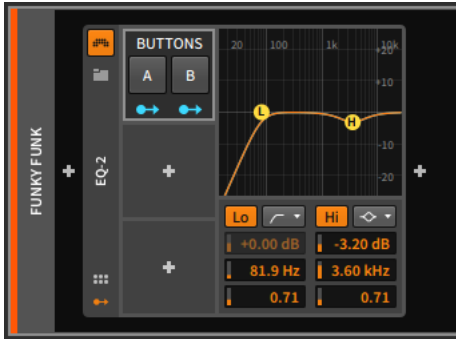 FUNKY FUNK
EQ-2
BUTTONS
A B
20 100 1k 10k
+20
+10
-10
-20
L
H
Lo Hi
+0.00 dB -3.20 dB
81.9 Hz 3.60 kHz
0.71 0.71